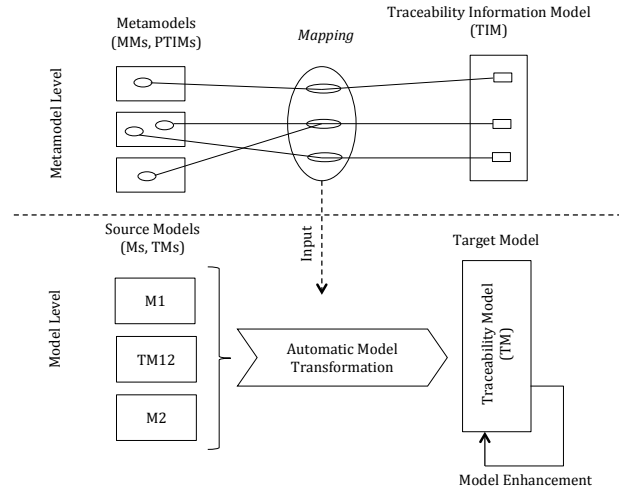 Metamodels
(MMs, PTIMs)
Mapping
Traceability Information Model
(TIM)
Metamodel Level
Source Models
(Ms, TMs)
Input
Target Model
Model Level
M1
TM12
M2
Automatic Model
Transformation
Traceability Model
(TM)
Model Enhancement